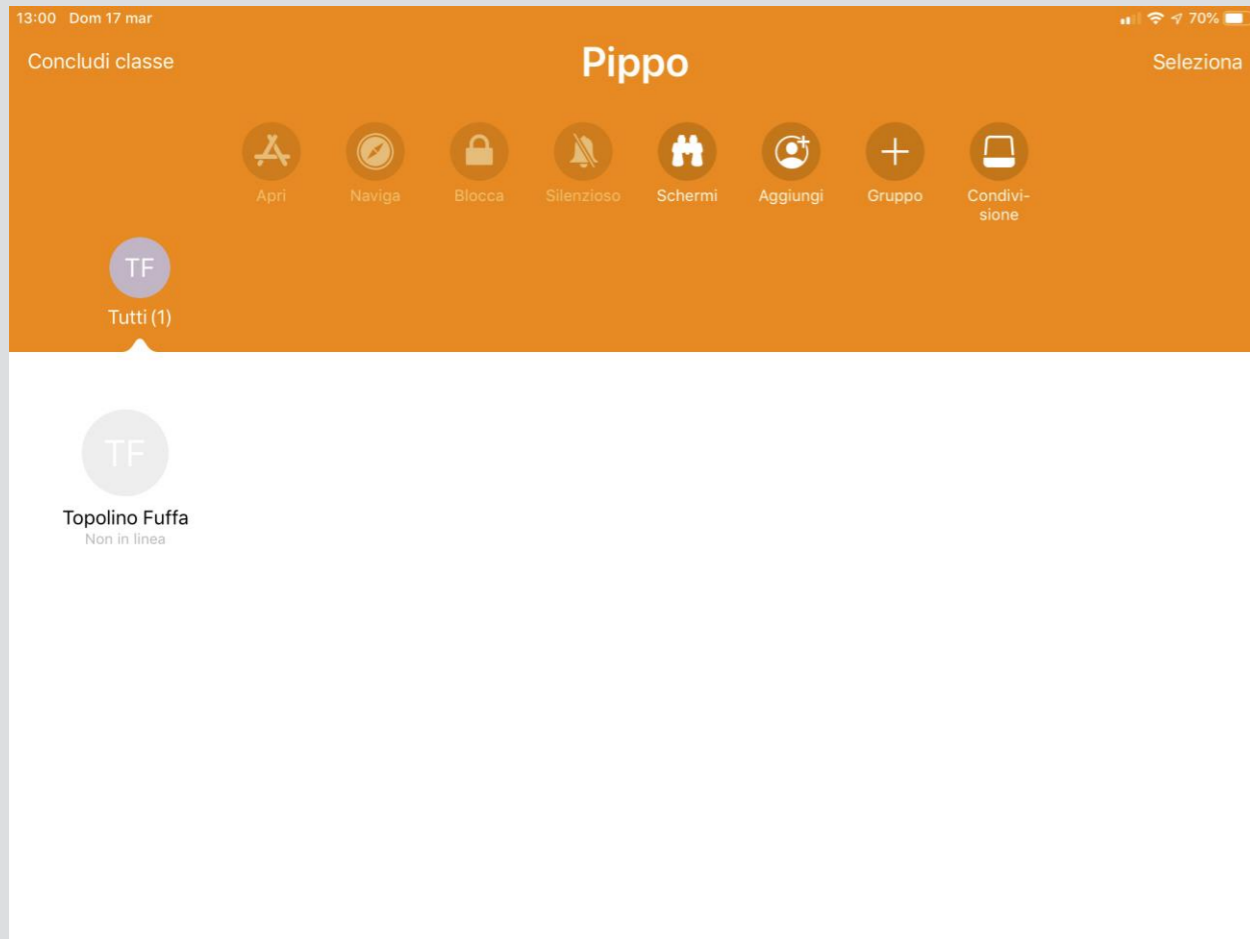 13:00 Dom 17 mar
70%
Concludi classe
Pippo
Seleziona
Apri
Naviga
Blocca
Silenzioso
Schermi
Aggiungi
Gruppo
Condivi-
sione
TF
Tutti (1)
TF
Topolino Fuffa
Non in linea